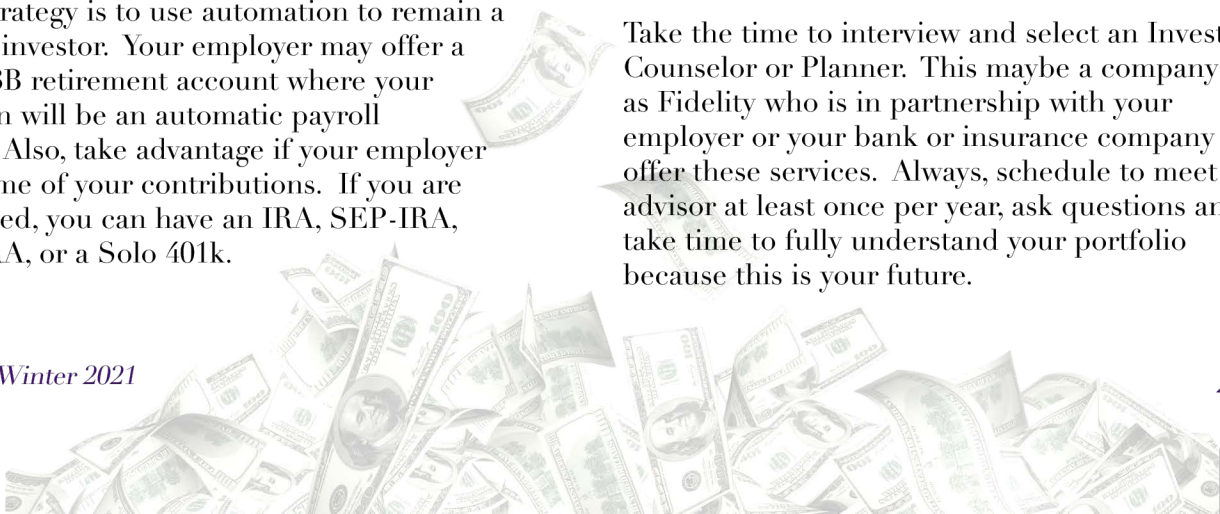 rategy is to use automation to remain a
investor. Your employer may offer a
3B retirement account where your
n will be an automatic payroll
Also, take advantage if your employer
me of your contributions. If you are
ed, you can have an IRA, SEP-IRA,
A, or a Solo 401k.
Winter 2021
Take the time to interview and select an Invest
Counselor or Planner. This maybe a company
as Fidelity who is in partnership with your
employer or your bank or insurance company
offer these services. Always, schedule to meet
advisor at least once per year, ask questions an
take time to fully understand your portfolio
because this is your future.